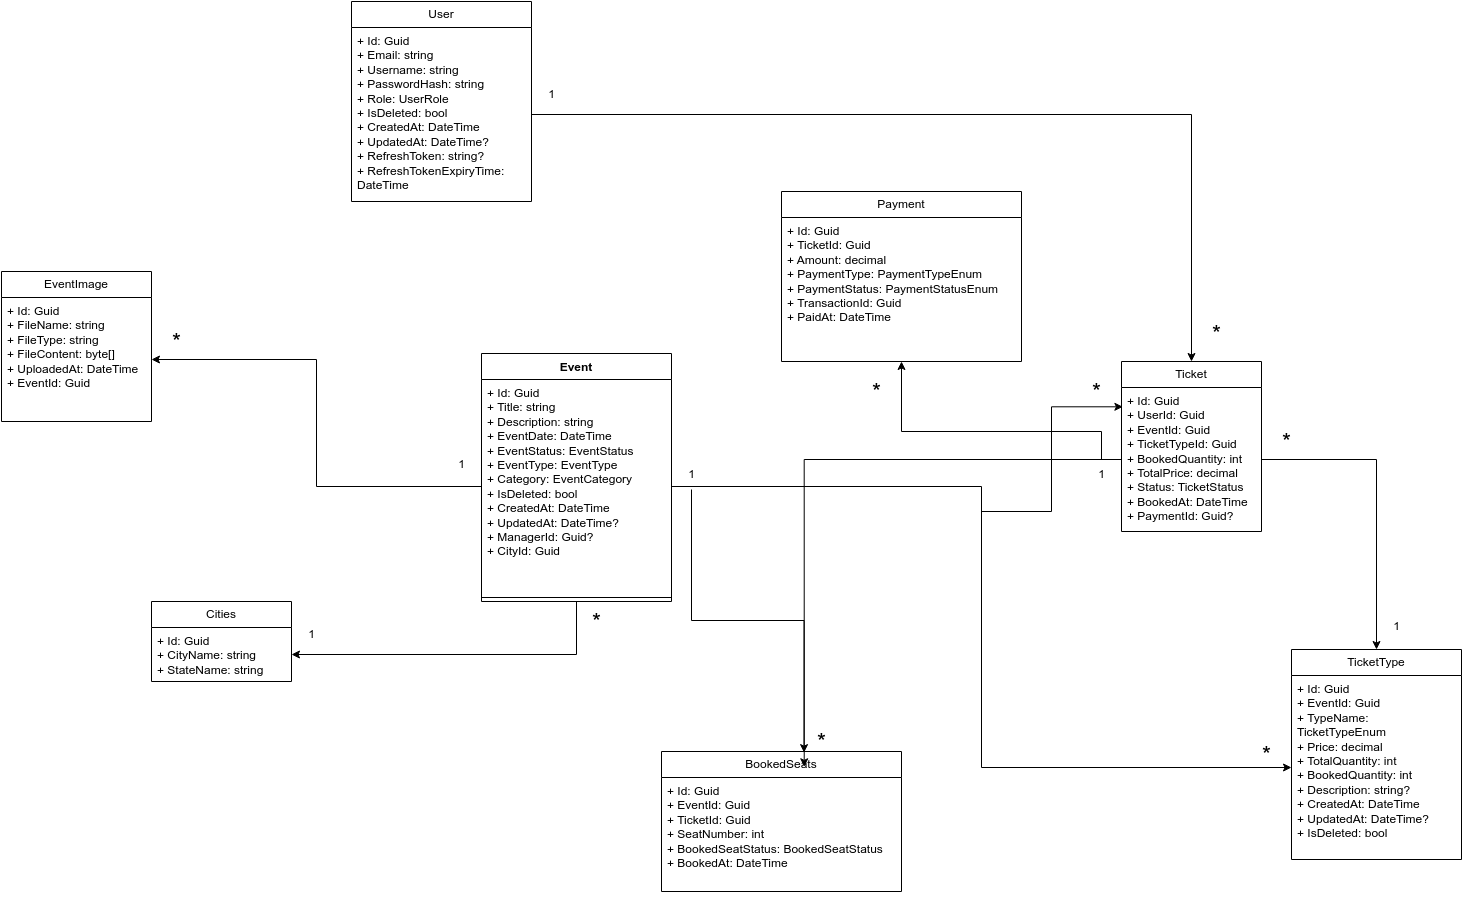 User
+ Id: Guid
+ Email: string
+ Username: string
+ PasswordHash: string
+ Role: UserRole
+ IsDeleted: bool
+ CreatedAt: DateTime
+ UpdatedAt: DateTime?
+ RefreshToken: string?
+ RefreshTokenExpiryTime:
DateTime
1
*
Payment
+ Id: Guid
+ TicketId: Guid
+ Amount: decimal
+ PaymentType: PaymentTypeEnum
+ PaymentStatus: PaymentStatusEnum
+ TransactionId: Guid
+ PaidAt: DateTime
*
EventImage
+ Id: Guid
+ FileName: string
+ FileType: string
+ FileContent: byte[]
+ UploadedAt: DateTime
+ EventId: Guid
*
1
Event
+ Id: Guid
+ Title: string
+ Description: string
+ EventDate: DateTime
+ EventStatus: EventStatus
+ EventType: EventType
+ Category: EventCategory
+ IsDeleted: bool
+ CreatedAt: DateTime
+ UpdatedAt: DateTime?
+ ManagerId: Guid?
+ CityId: Guid
1
*
*
1
Ticket
+ Id: Guid
+ UserId: Guid
+ EventId: Guid
+ TicketTypeId: Guid
+ BookedQuantity: int
+ TotalPrice: decimal
+ Status: TicketStatus
+ BookedAt: DateTime
+ PaymentId: Guid?
*
1
Cities
+ Id: Guid
+ CityName: string
+ StateName: string
1
*
BookedSeats
+ Id: Guid
+ EventId: Guid
+ TicketId: Guid
+ SeatNumber: int
+ BookedSeatStatus: BookedSeatStatus
+ BookedAt: DateTime
*
TicketType
+ Id: Guid
+ EventId: Guid
+ TypeName:
TicketTypeEnum
+ Price: decimal
+ TotalQuantity: int
+ BookedQuantity: int
+ Description: string?
+ CreatedAt: DateTime
+ UpdatedAt: DateTime?
+ IsDeleted: bool